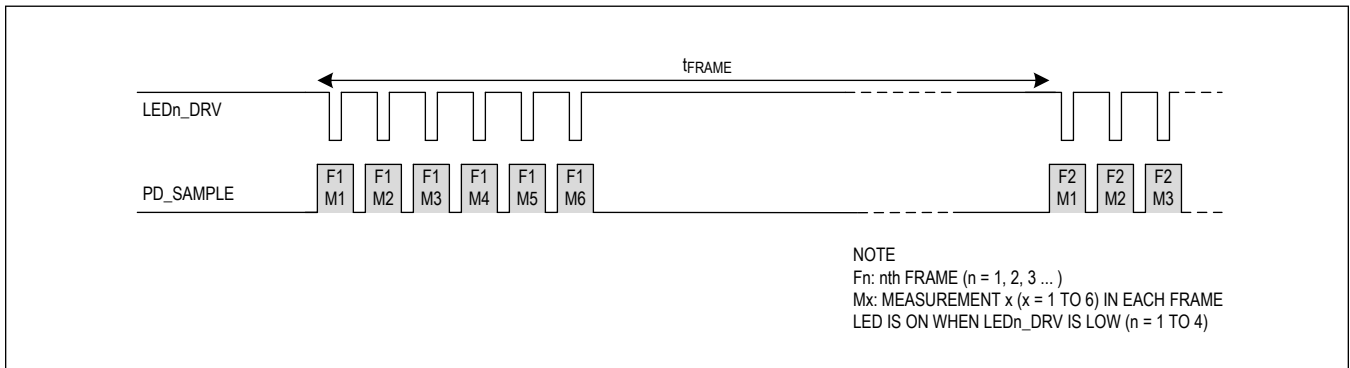 tFRAME
LEDn_DRV
PD_SAMPLE
F1 F1 F1 F1 F1 F1 F2 F2 F2
M1 M2 M3 M4 M5 M6 M1 M2 M3
NOTE
Fn: nth FRAME (n = 1, 2, 3 ... )
Mx: MEASUREMENT x (x = 1 TO 6) IN EACH FRAME
LED IS ON WHEN LEDn_DRV IS LOW (n = 1 TO 4)